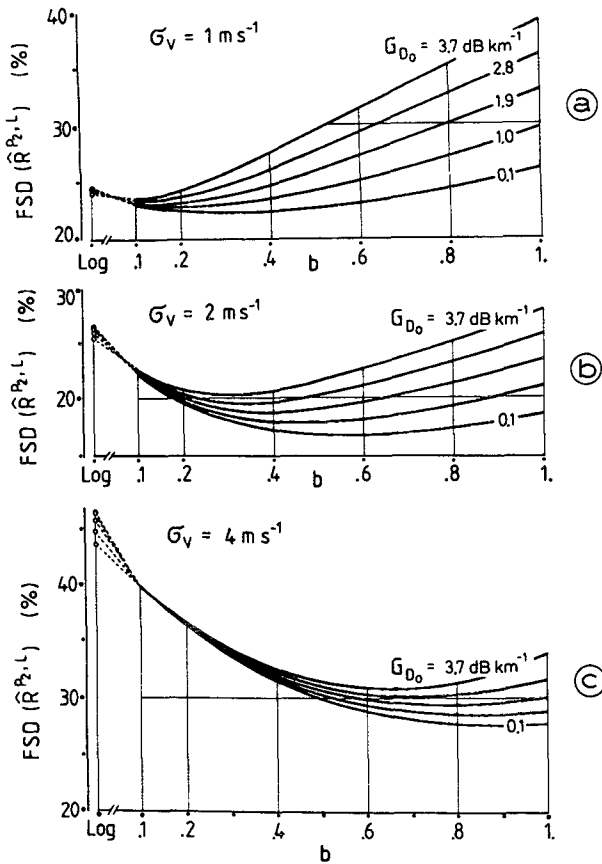 40
σv = 1 m s⁻¹
G_Do = 3.7 dB km⁻¹
2.8
1.9
1.0
0.1
30
20
FSD (R̂^P2,L) (%)
Log .1 .2 .4 b .6 .8 1.
a
30
σv = 2 m s⁻¹
G_Do = 3.7 dB km⁻¹
0.1
20
FSD (R̂^P2,L) (%)
Log .1 .2 b .4 .6 .8 1.
b
σv = 4 m s⁻¹
40
G_Do = 3.7 dB km⁻¹
0.1
30
20
FSD (R̂^P2,L) (%)
Log .1 .2 .4 .6 .8 1.
b
c